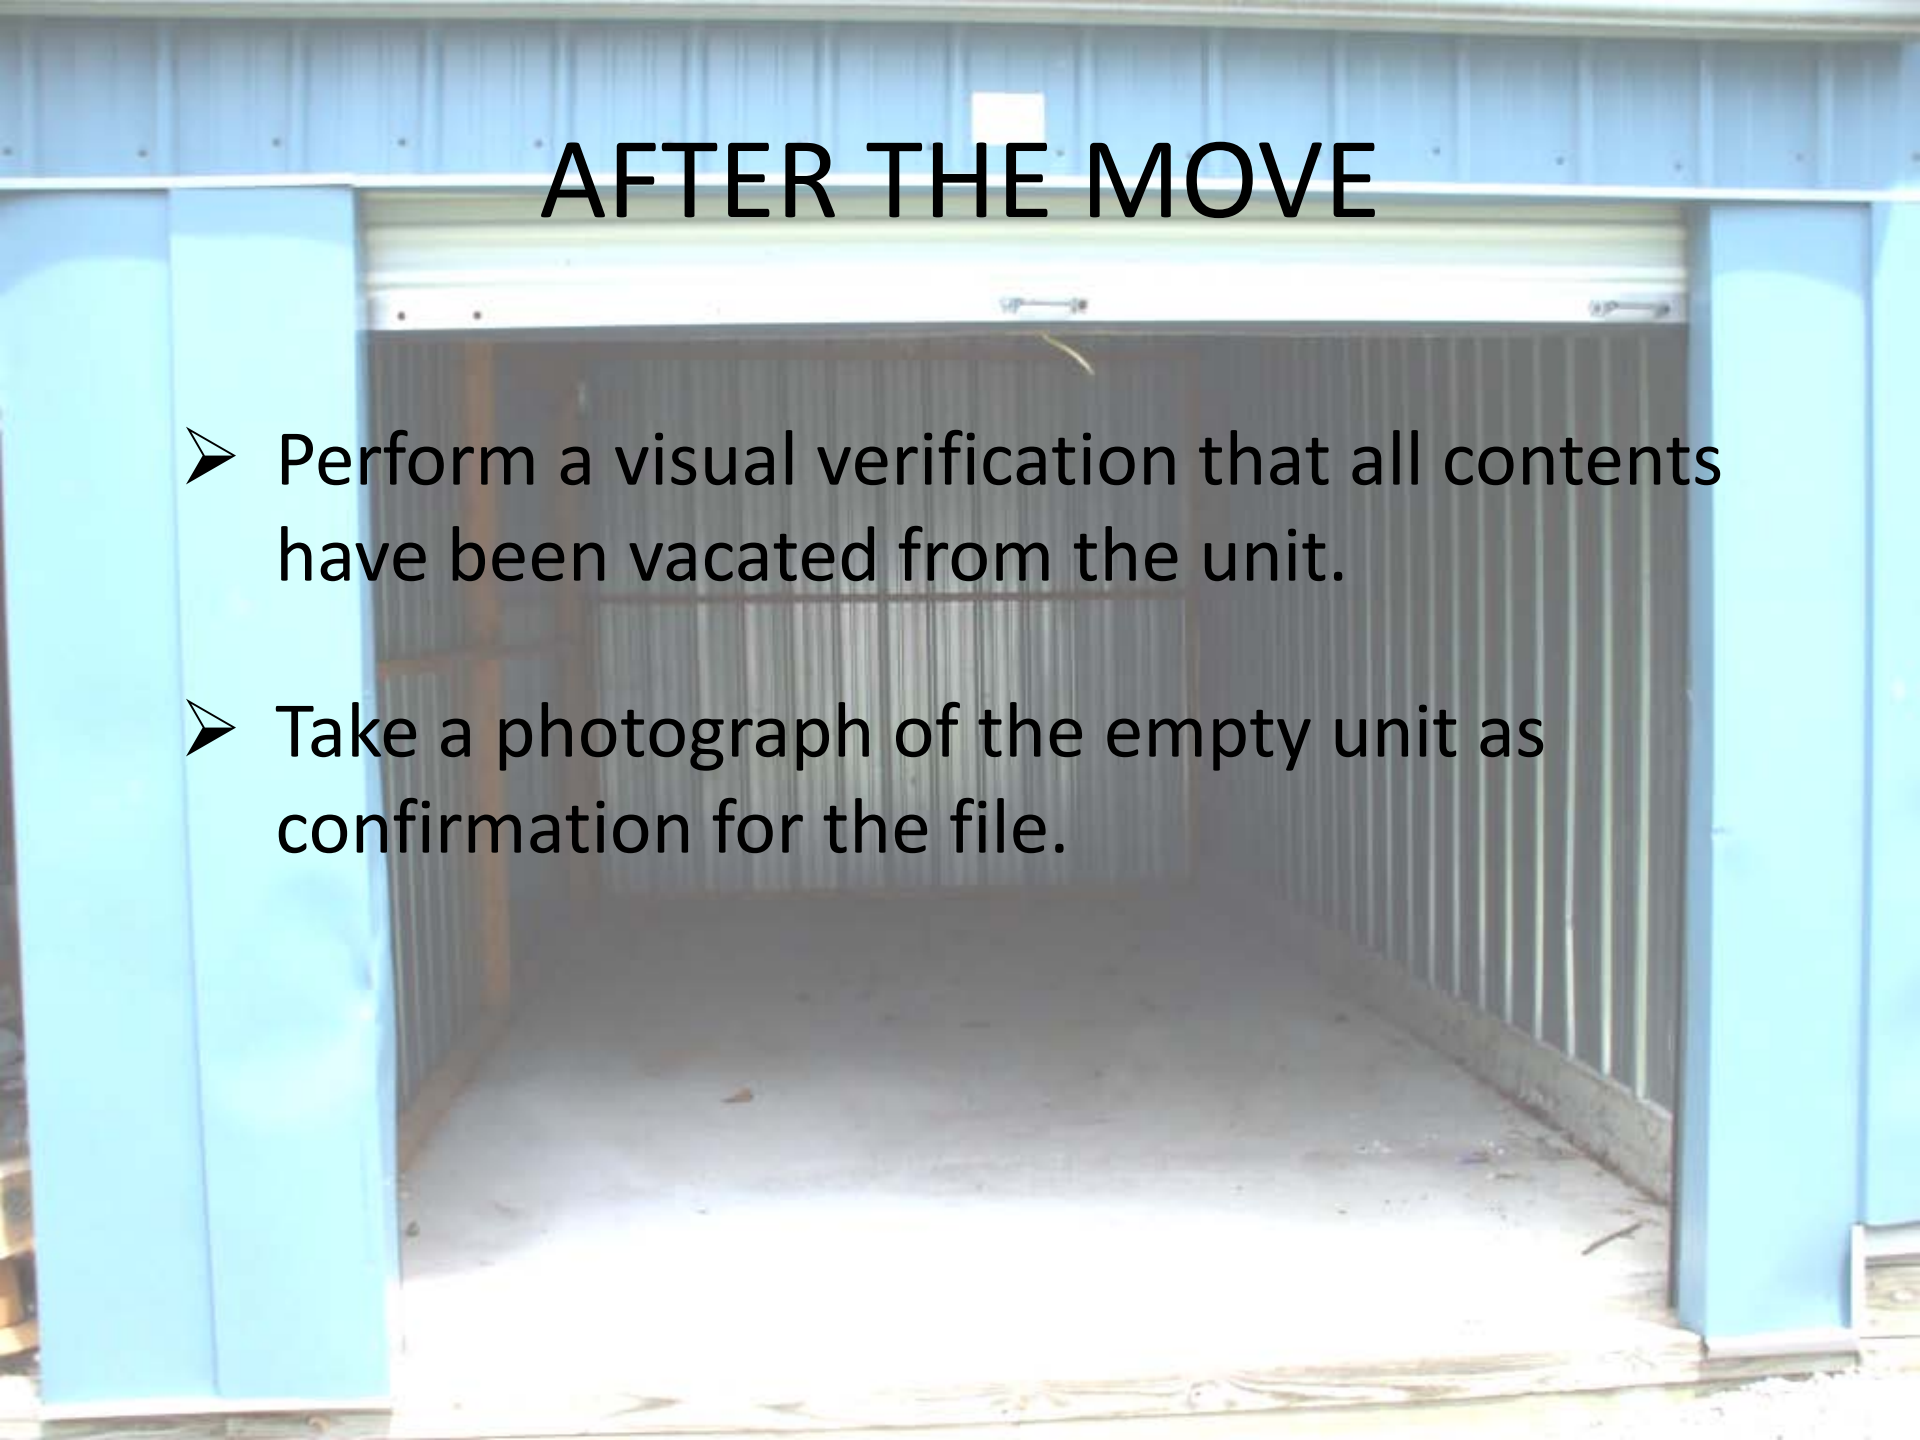 AFTER THE MOVE
➢ Perform a visual verification that all contents
have been vacated from the unit.
➢ Take a photograph of the empty unit as
confirmation for the file.